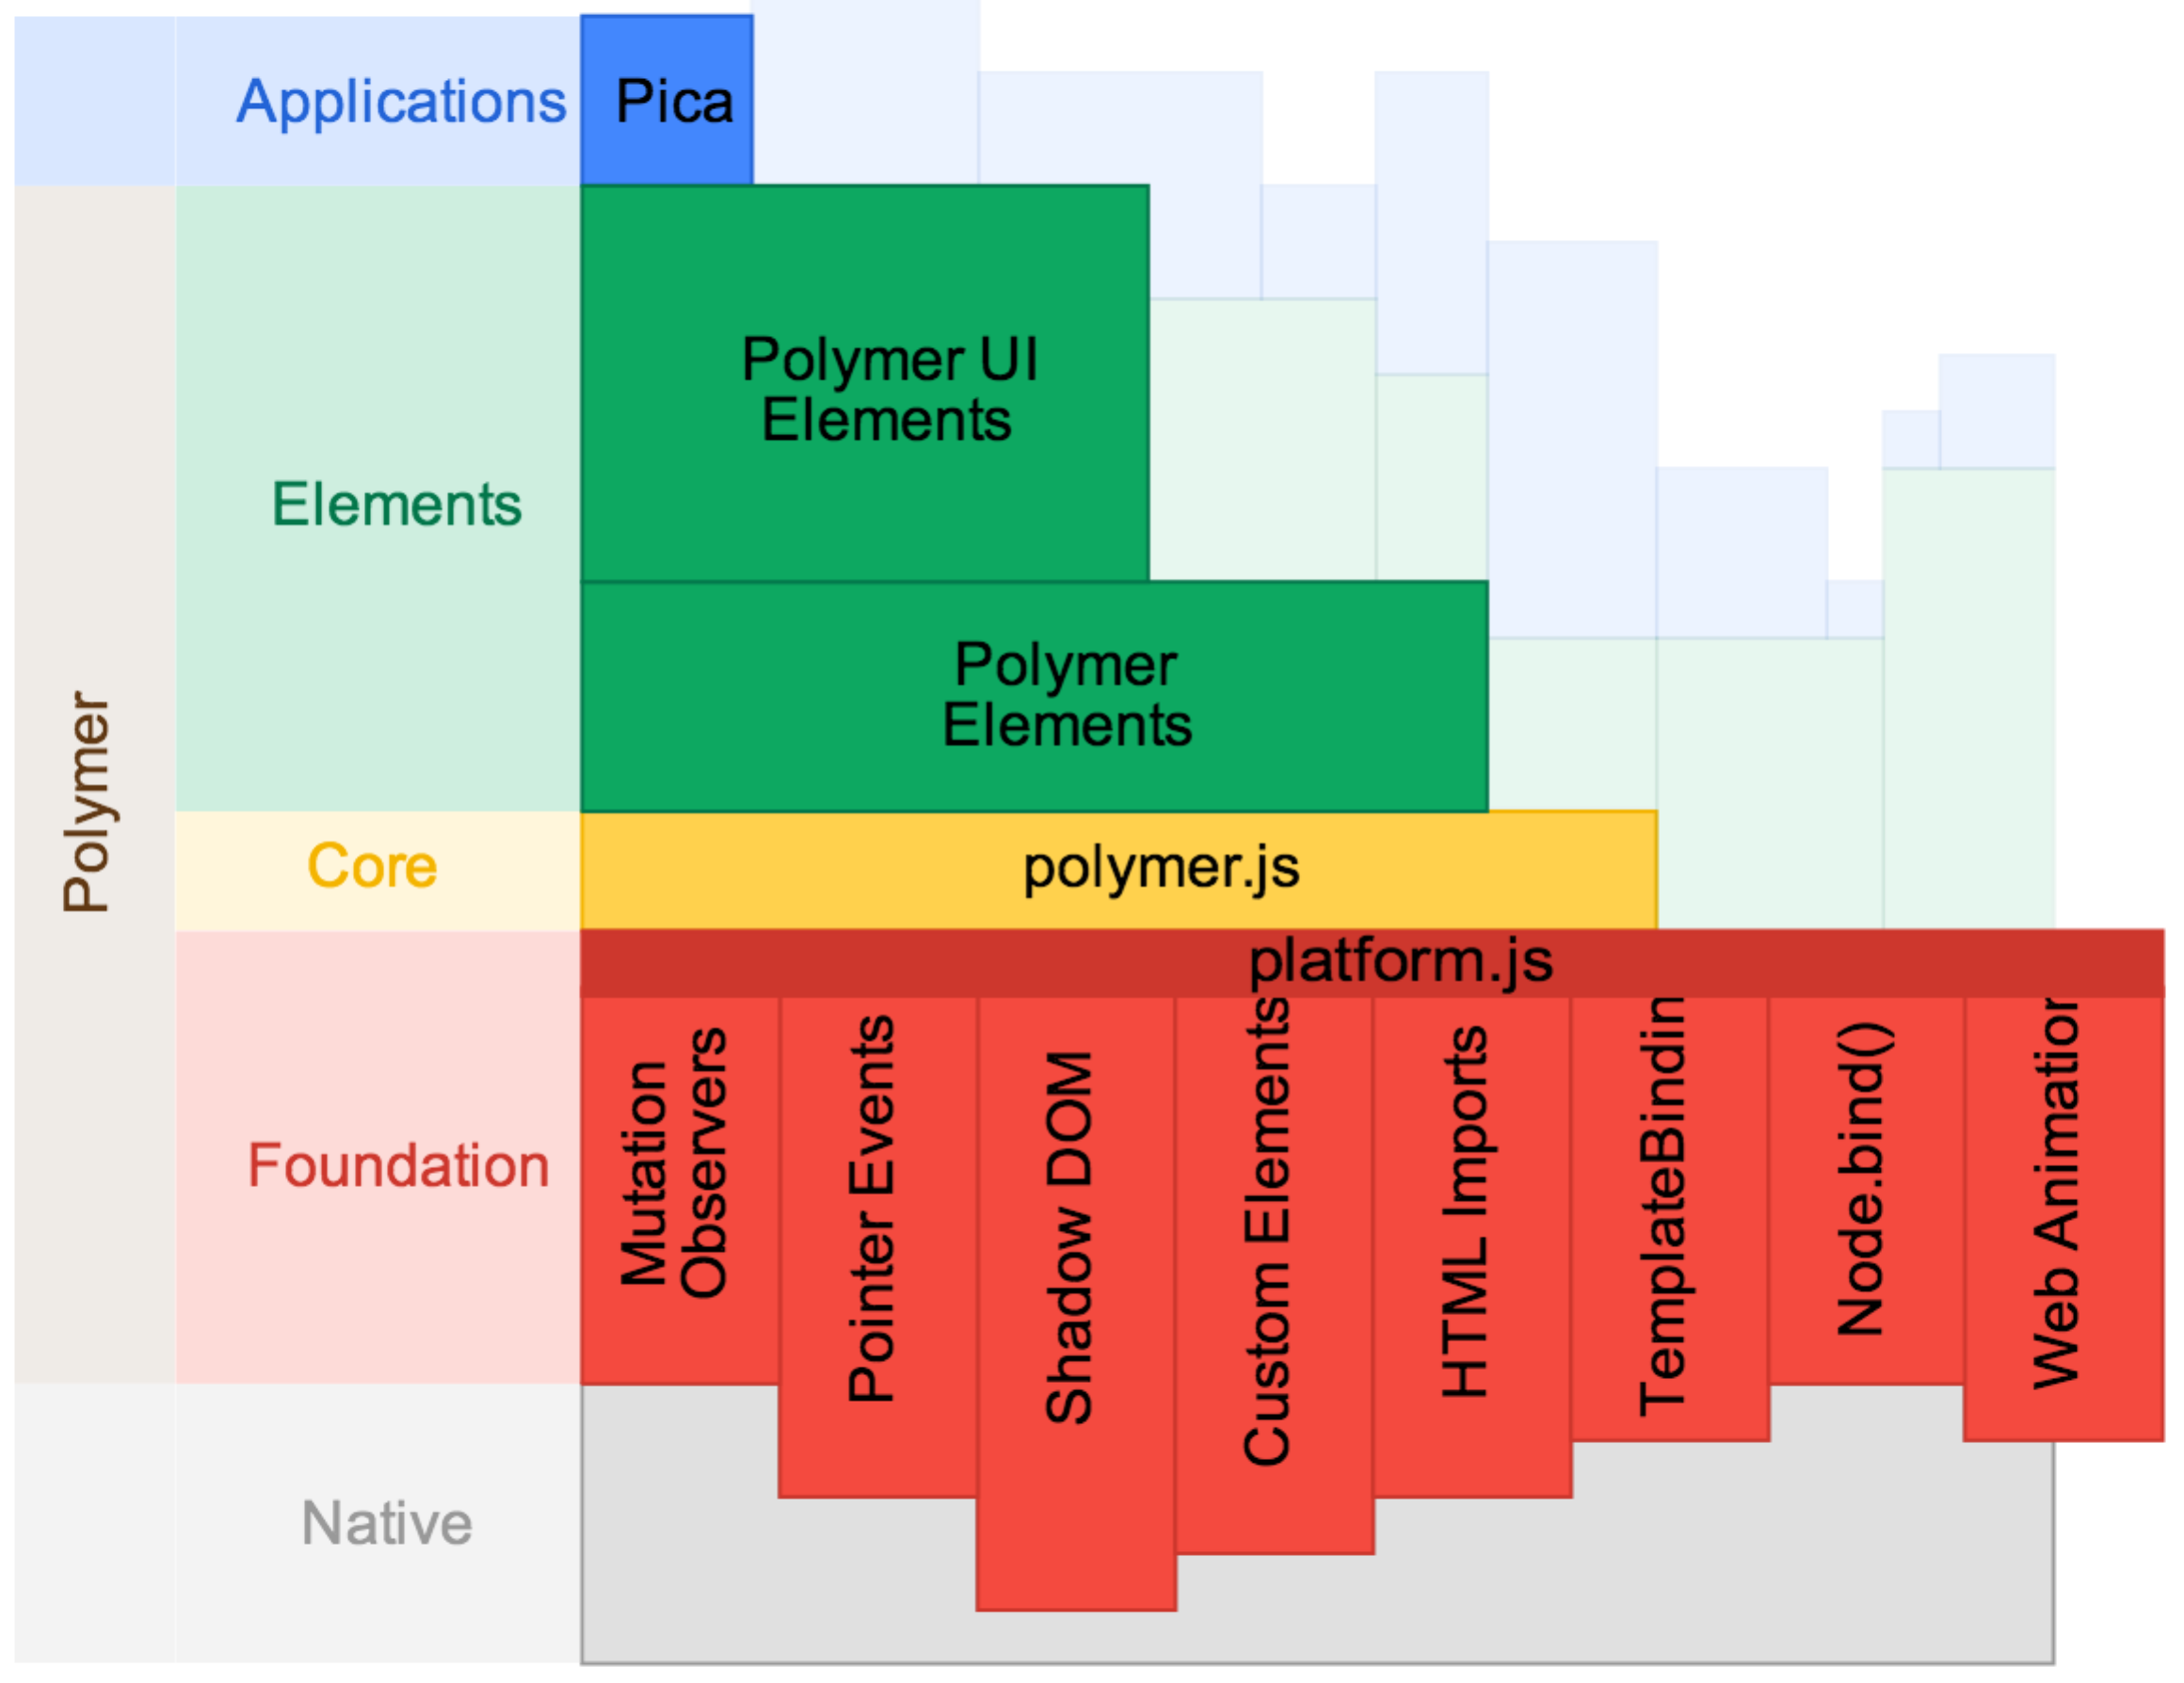 Applications
Pica
Polymer
Elements
Polymer UI
Elements
Polymer
Elements
Core
polymer.js
Foundation
platform.js
Mutation
Observers
Pointer Events
Shadow DOM
Custom Elements
HTML Imports
TemplateBindin
Node.bind()
Web Animation
Native